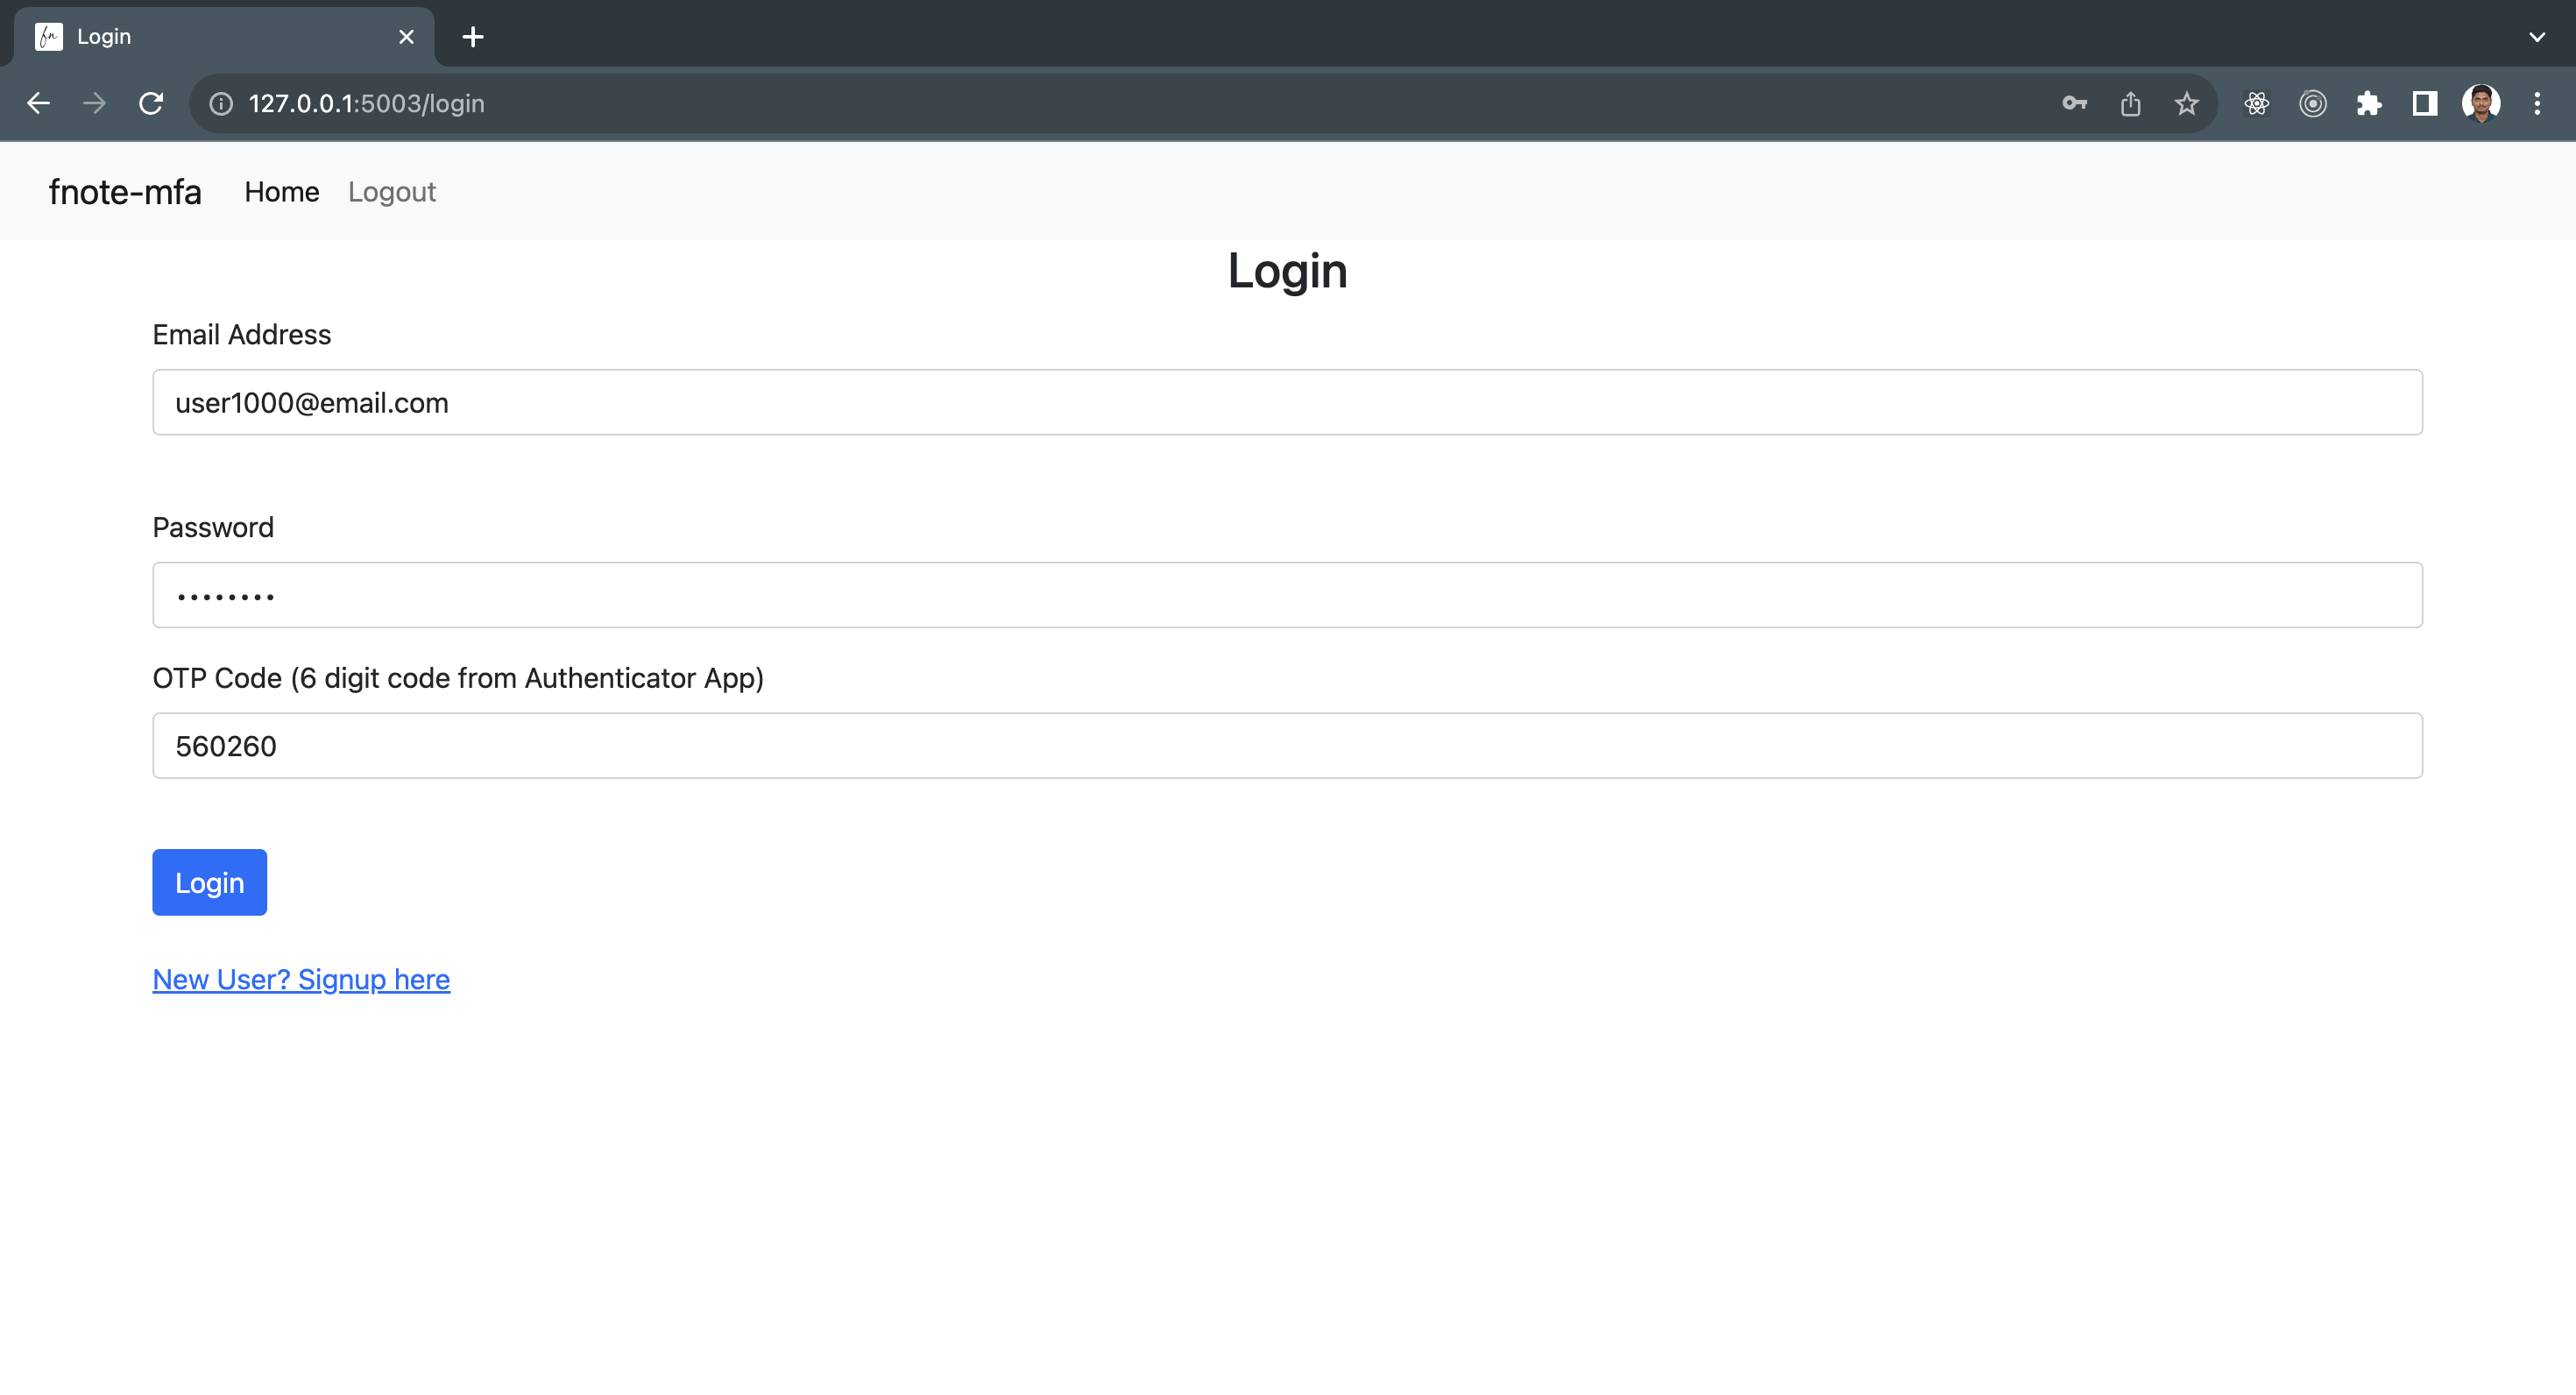 fn Login
127.0.0.1:5003/login
fnote-mfa Home Logout
Login
Email Address
user1000@email.com
Password
••••••••
OTP Code (6 digit code from Authenticator App)
560260
Login
New User? Signup here